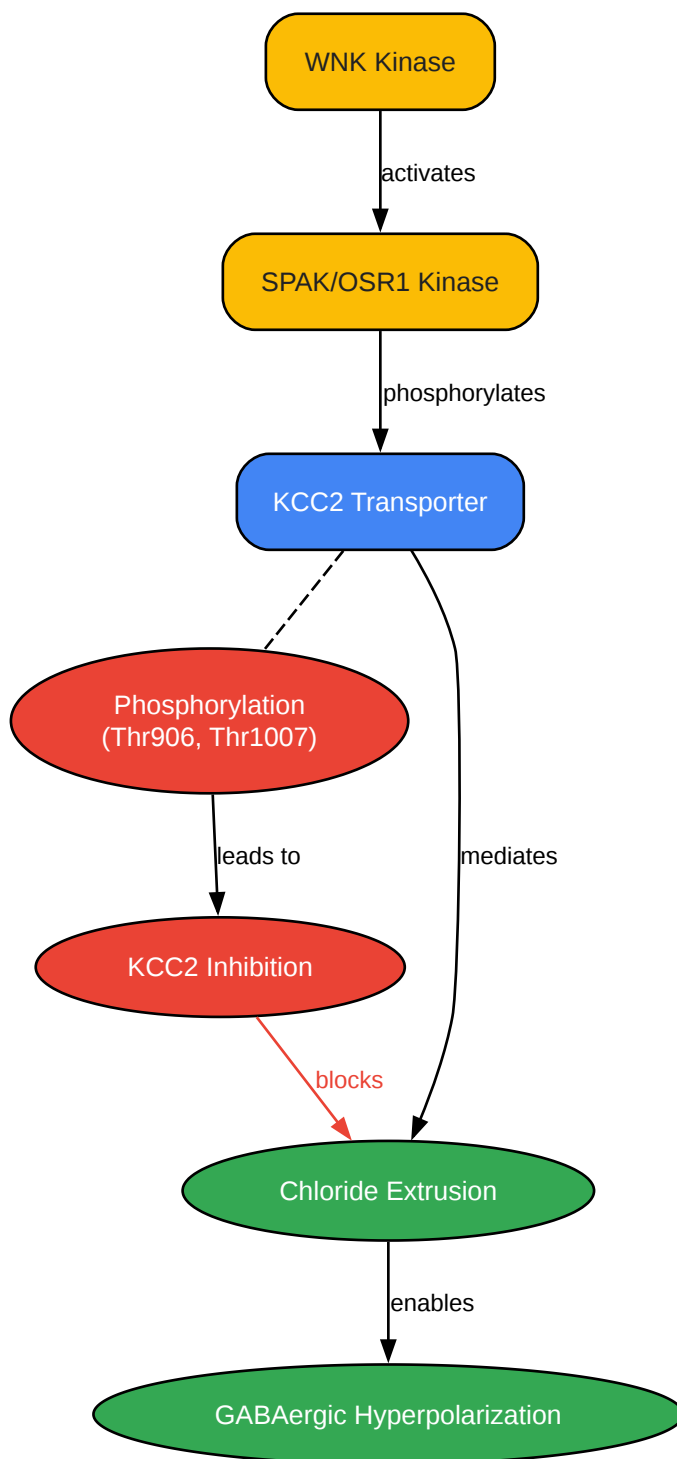 WNK Kinase
activates
SPAK/OSR1 Kinase
phosphorylates
KCC2 Transporter
Phosphorylation
(Thr906, Thr1007)
leads to
mediates
KCC2 Inhibition
blocks
Chloride Extrusion
enables
GABAergic Hyperpolarization